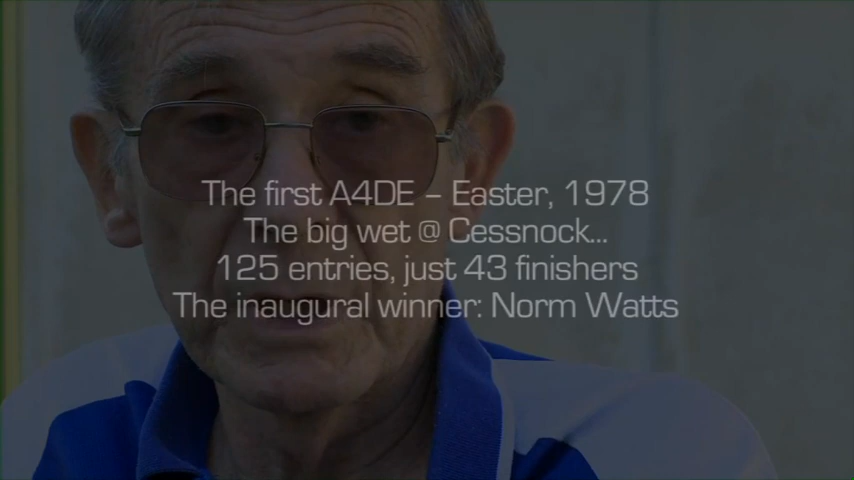 The first A4DE – Easter, 1978
The big wet @ Cessnock...
125 entries, just 43 finishers
The inaugural winner: Norm Watts